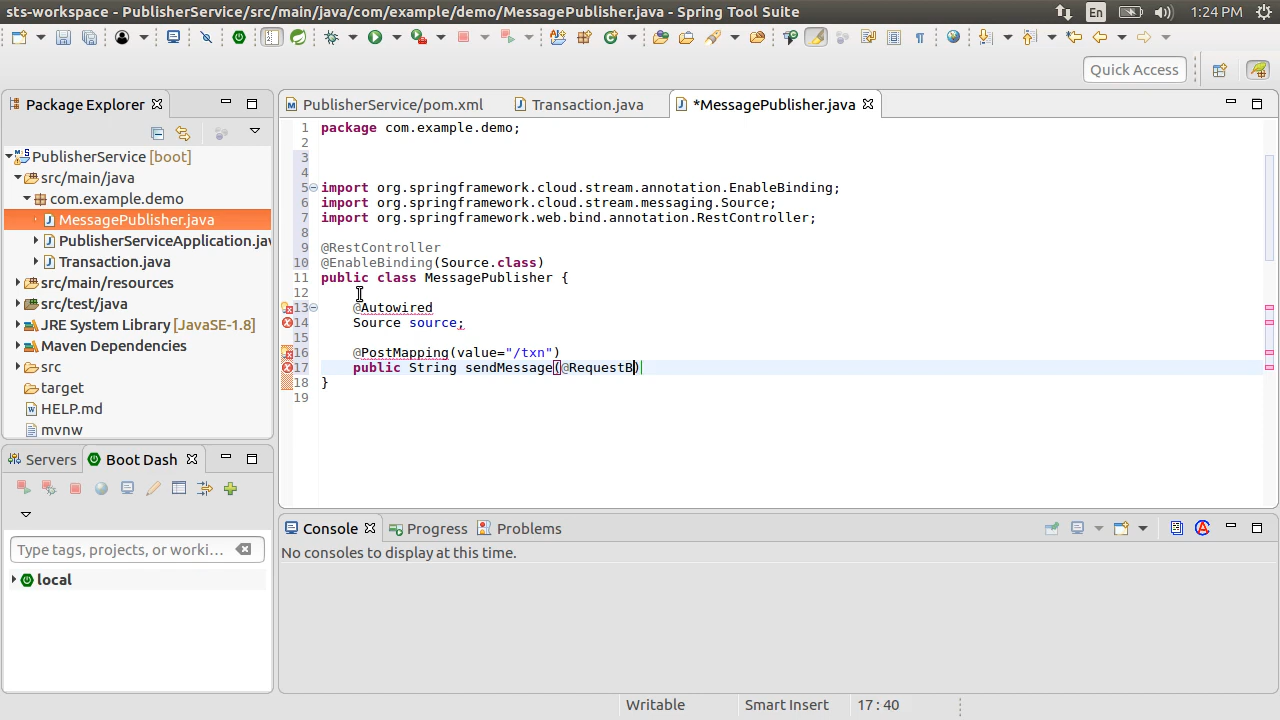 sts-workspace - PublisherService/src/main/java/com/example/demo/MessagePublisher.java - Spring Tool Suite
En
1:24 PM
Quick Access
Package Explorer
PublisherService [boot]
src/main/java
com.example.demo
MessagePublisher.java
PublisherServiceApplication.jav
Transaction.java
src/main/resources
src/test/java
JRE System Library [JavaSE-1.8]
Maven Dependencies
src
target
HELP.md
mvnw
PublisherService/pom.xml
Transaction.java
*MessagePublisher.java
1 package com.example.demo;
2
3
4
5 import org.springframework.cloud.stream.annotation.EnableBinding;
6 import org.springframework.cloud.stream.messaging.Source;
7 import org.springframework.web.bind.annotation.RestController;
8
9 @RestController
10 @EnableBinding(Source.class)
11 public class MessagePublisher {
12
13 @Autowired
14 Source source;
15
16 @PostMapping(value="/txn")
17 public String sendMessage(@RequestB)
18 }
19
Servers
Boot Dash
Type tags, projects, or worki...
local
Console
Progress
Problems
No consoles to display at this time.
Writable
Smart Insert
17 : 40